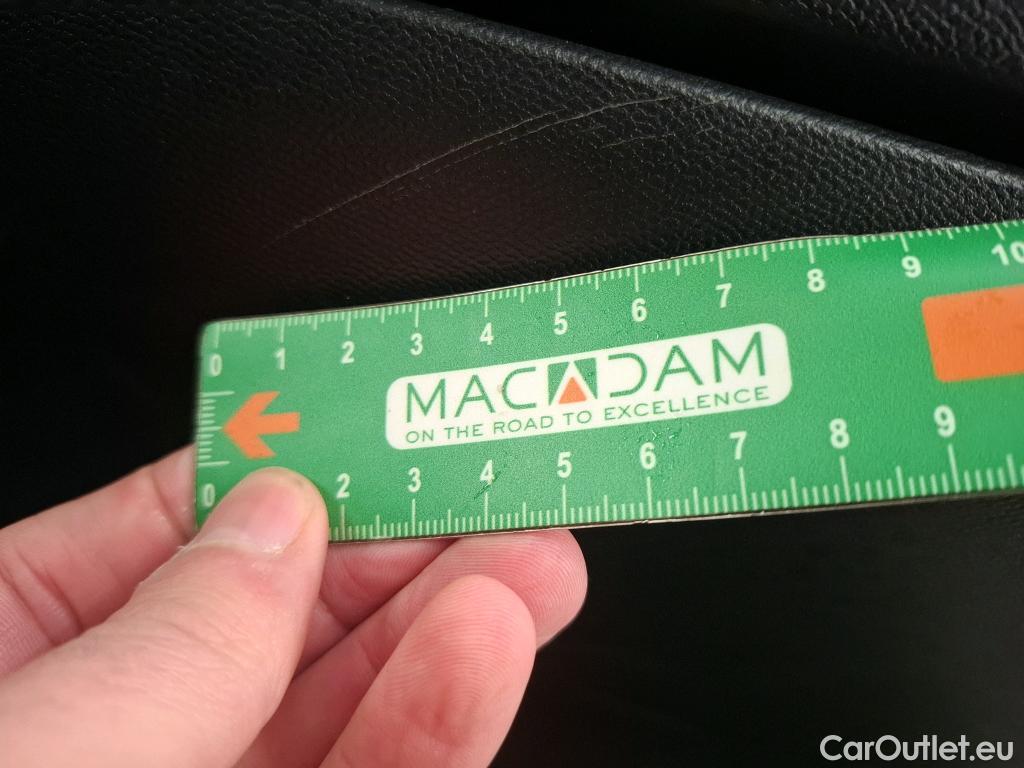 0 1 2 3 4 5 6 7 8 9 10
MACADAM
ON THE ROAD TO EXCELLENCE
0 2 3 4 5 6 7 8 9
CarOutlet.eu